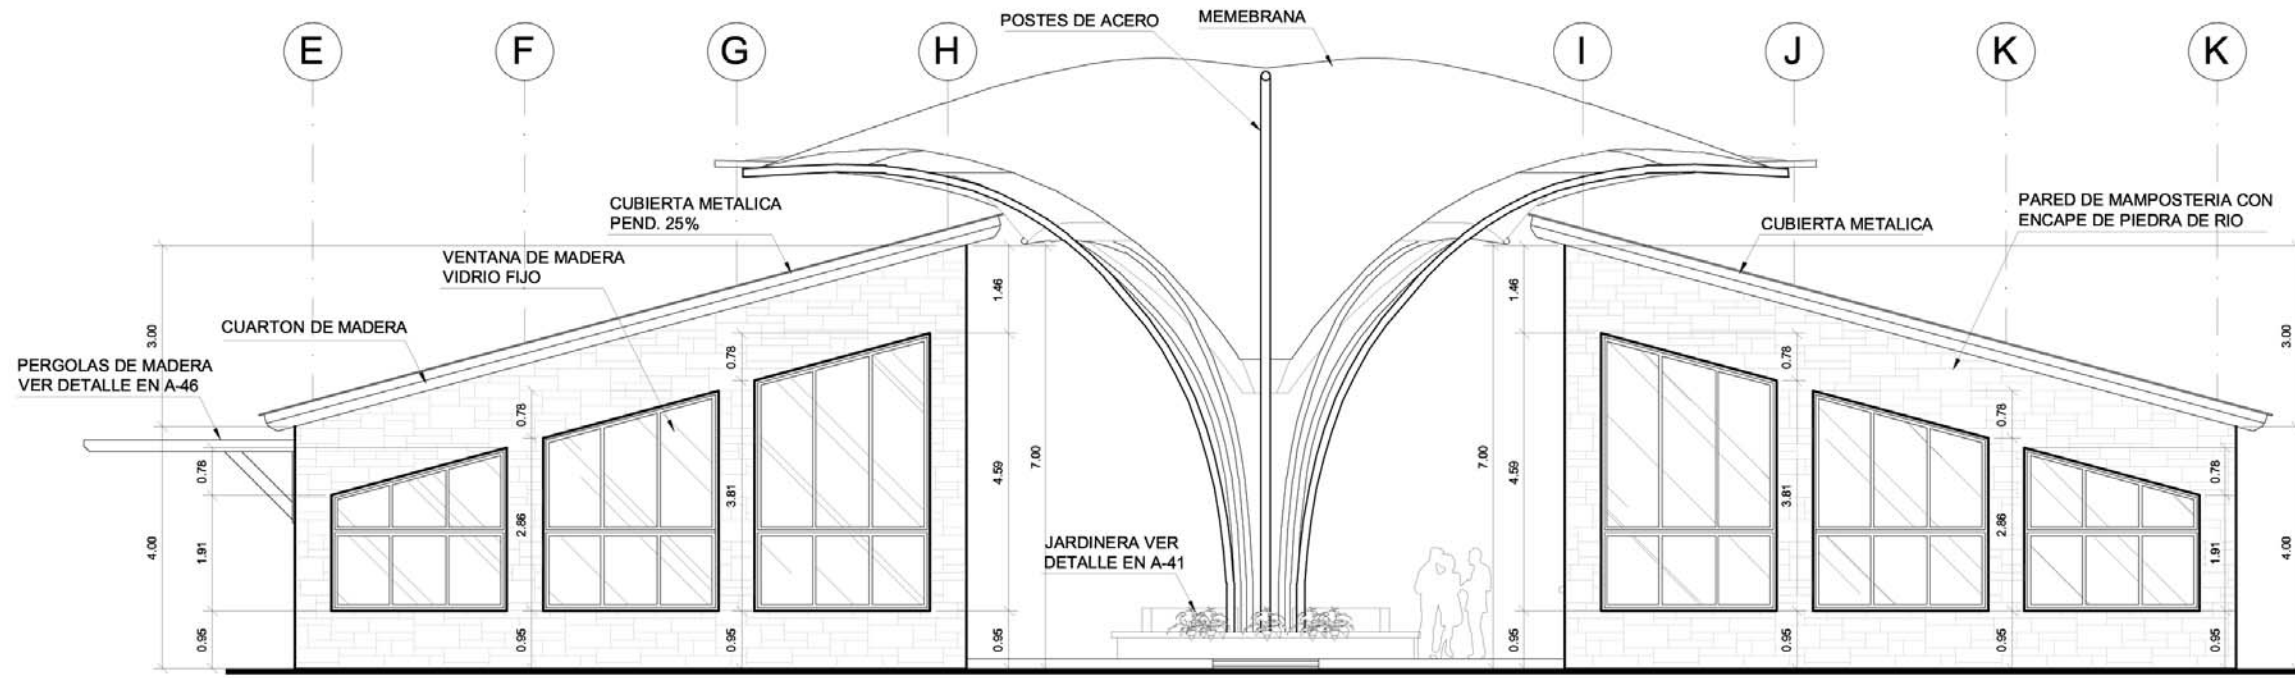 E
F
G
H
I
J
K
K
POSTES DE ACERO
MEMEBRANA
CUBIERTA METALICA
PEND. 25%
VENTANA DE MADERA
VIDRIO FIJO
CUARTON DE MADERA
PERGOLAS DE MADERA
VER DETALLE EN A-46
CUBIERTA METALICA
PARED DE MAMPOSTERIA CON
ENCAPE DE PIEDRA DE RIO
JARDINERA VER
DETALLE EN A-41
3.00
4.00
0.78
1.91
0.95
0.78
2.86
0.95
0.78
3.81
0.95
1.46
4.59
0.95
7.00
7.00
1.46
4.59
0.95
0.78
3.81
0.95
0.78
2.86
0.95
0.78
1.91
0.95
3.00
4.00